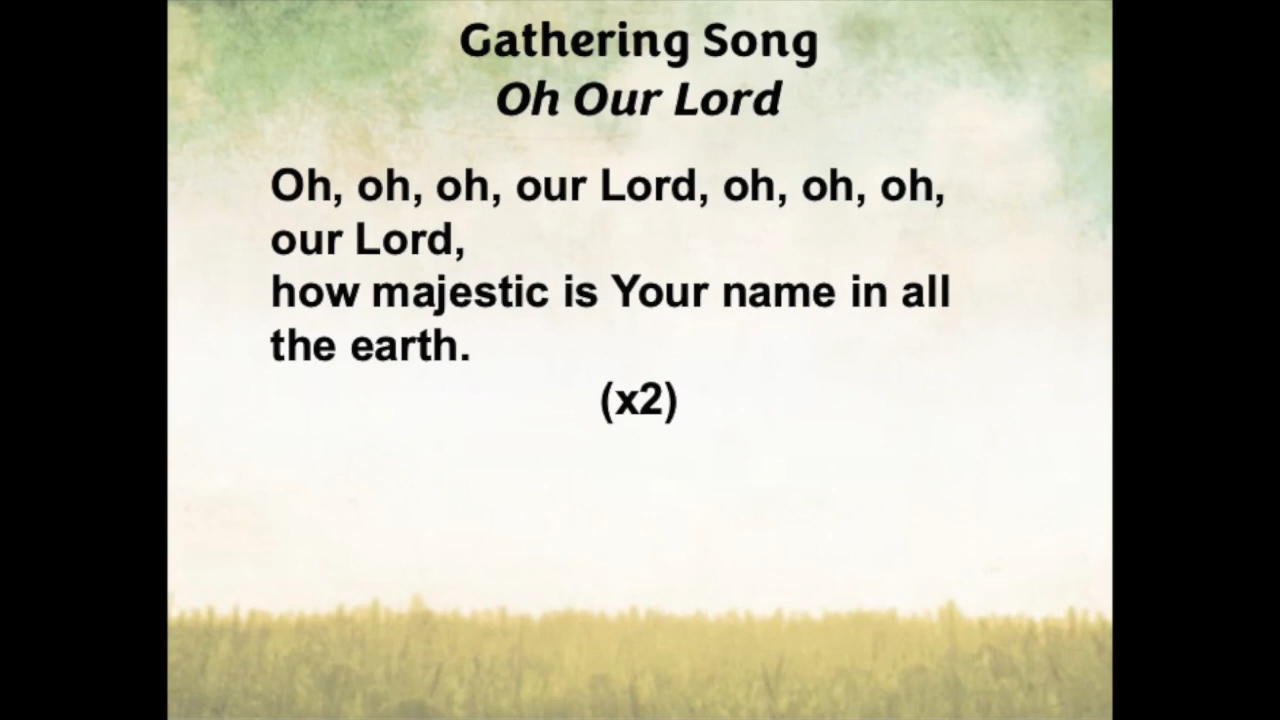 Gathering Song
Oh Our Lord
Oh, oh, oh, our Lord, oh, oh, oh,
our Lord,
how majestic is Your name in all
the earth.
(x2)